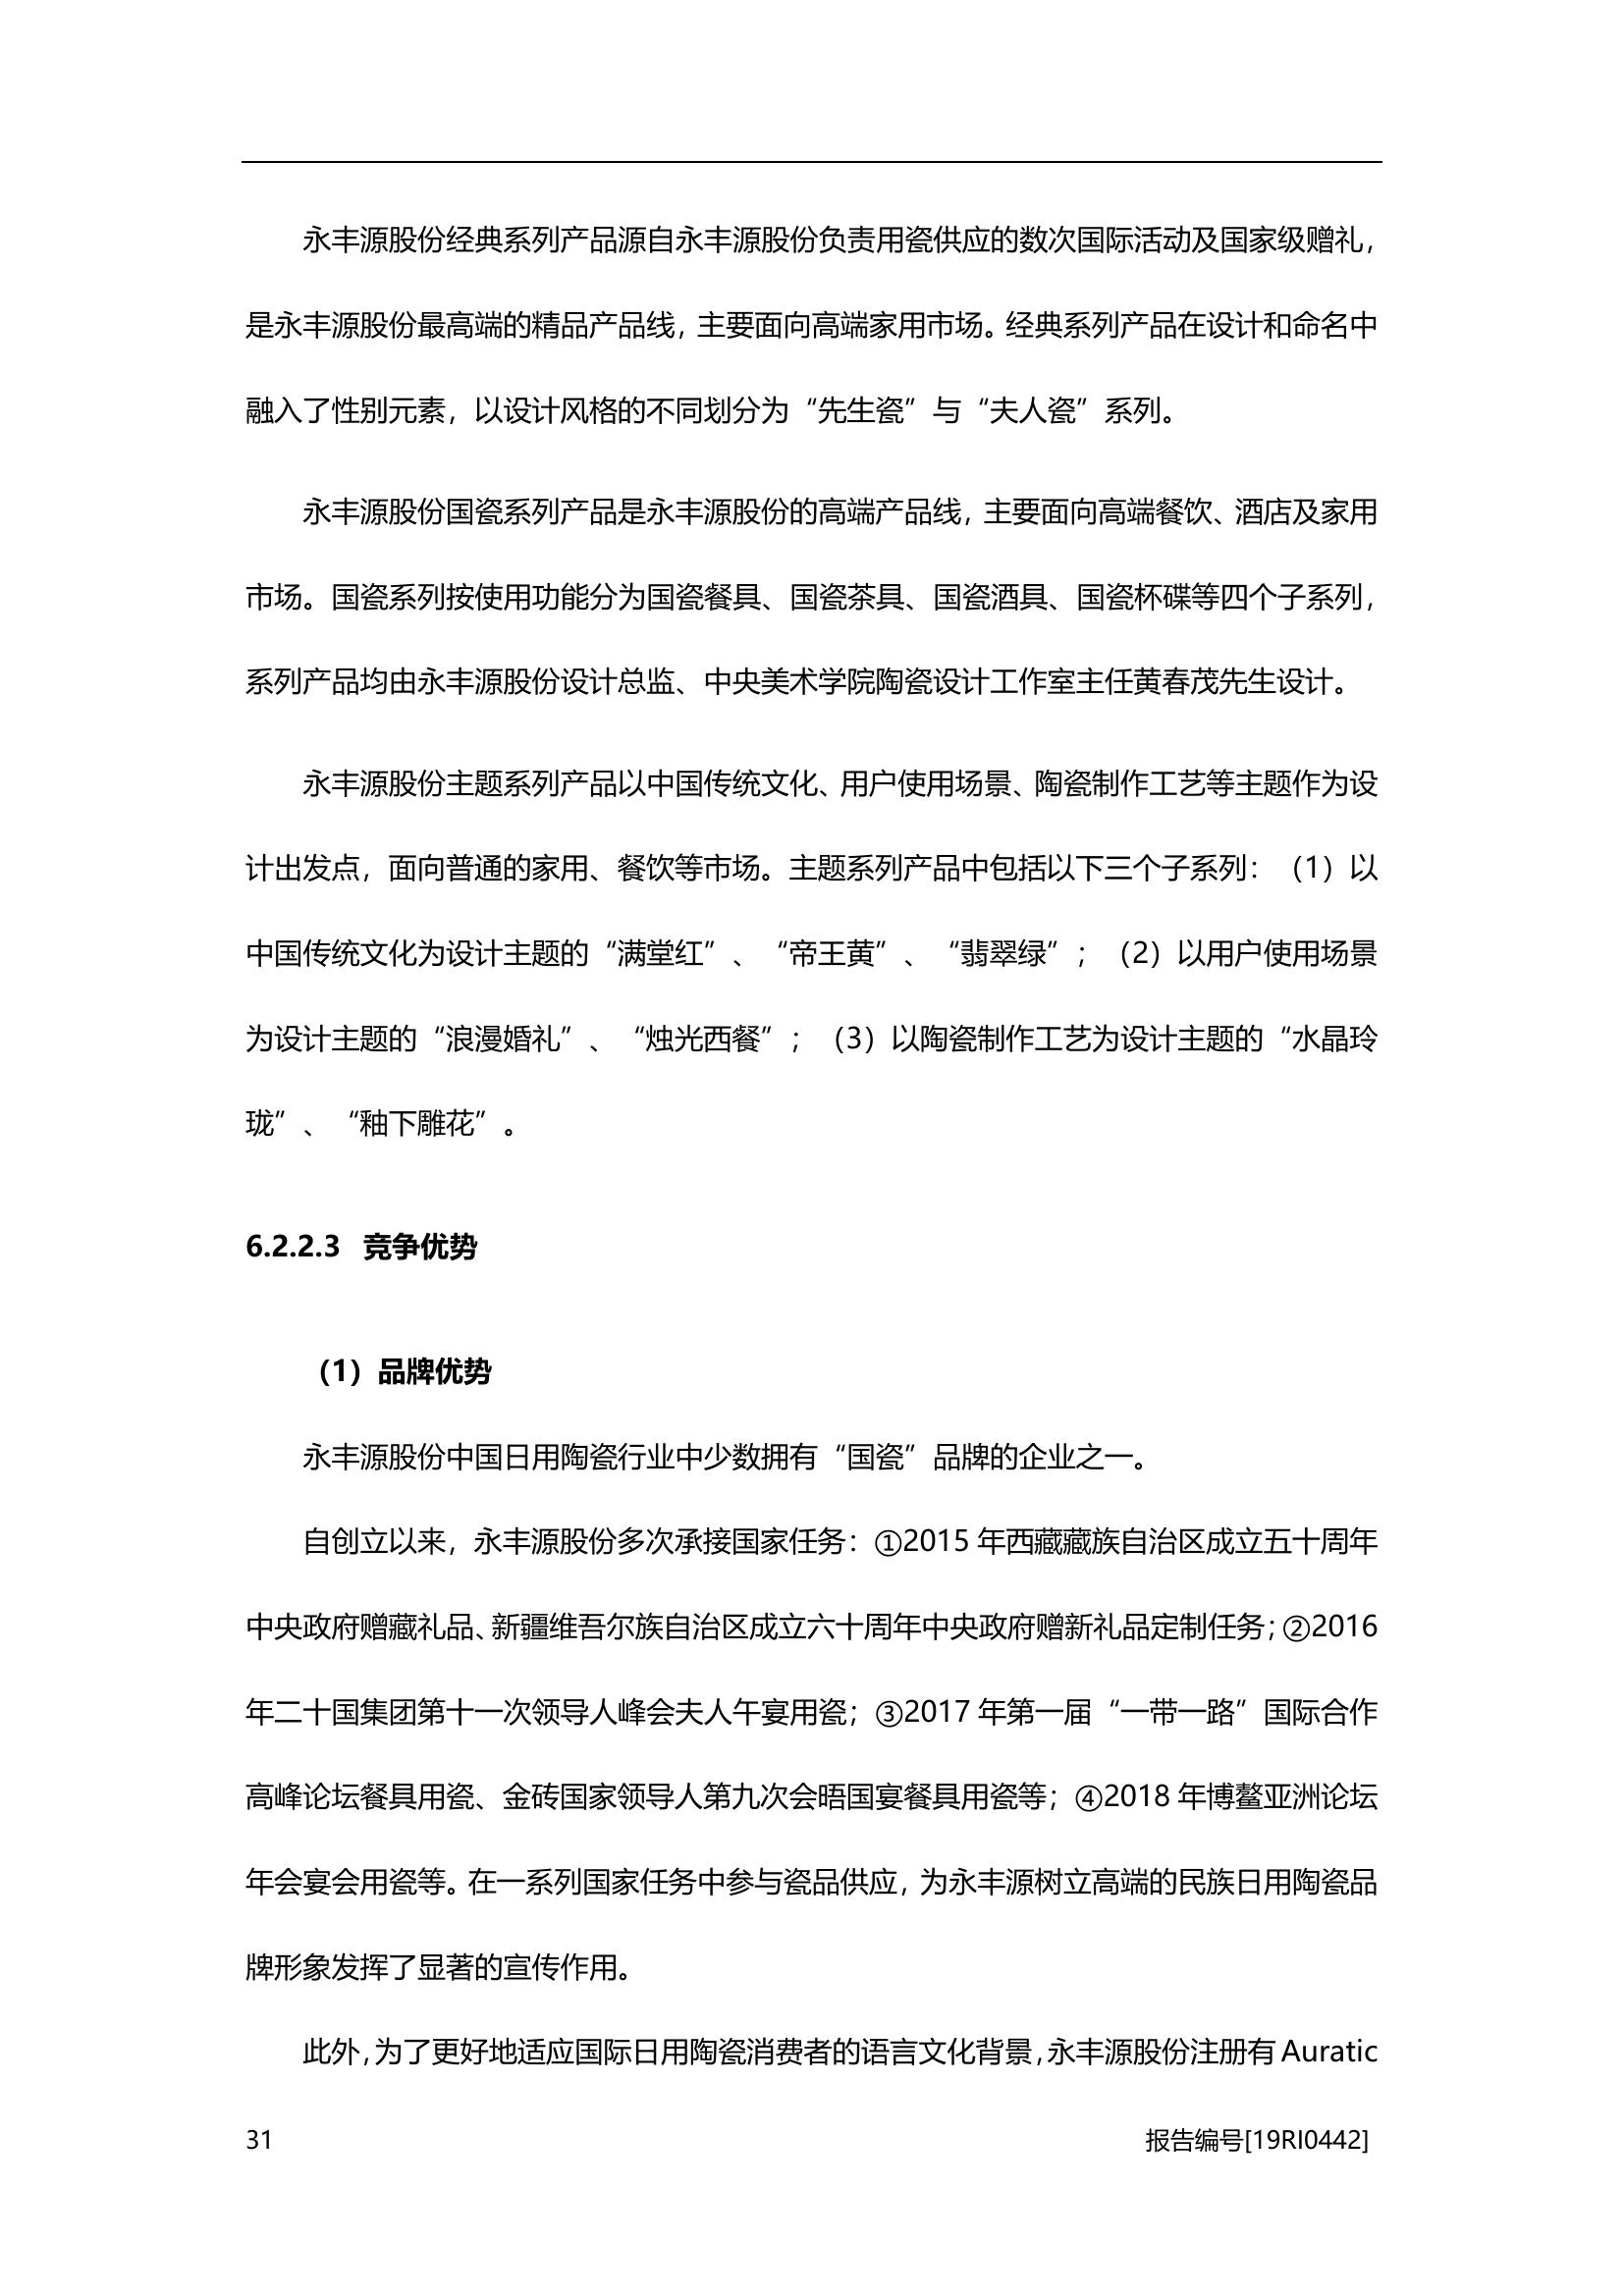 永丰源股份经典系列产品源自永丰源股份负责用瓷供应的数次国际活动及国家级赠礼，
是永丰源股份最高端的精品产品线，主要面向高端家用市场。经典系列产品在设计和命名中
融入了性别元素，以设计风格的不同划分为“先生瓷”与“夫人瓷”系列。
永丰源股份国瓷系列产品是永丰源股份的高端产品线，主要面向高端餐饮、酒店及家用
市场。国瓷系列按使用功能分为国瓷餐具、国瓷茶具、国瓷酒具、国瓷杯碟等四个子系列，
系列产品均由永丰源股份设计总监、中央美术学院陶瓷设计工作室主任黄春茂先生设计。
永丰源股份主题系列产品以中国传统文化、用户使用场景、陶瓷制作工艺等主题作为设
计出发点，面向普通的家用、餐饮等市场。主题系列产品中包括以下三个子系列：（1）以
中国传统文化为设计主题的“满堂红”、“帝王黄”、“翡翠绿”；（2）以用户使用场景
为设计主题的“浪漫婚礼”、“烛光西餐”；（3）以陶瓷制作工艺为设计主题的“水晶玲
珑”、“釉下雕花”。
6.2.2.3 竞争优势
（1）品牌优势
永丰源股份中国日用陶瓷行业中少数拥有“国瓷”品牌的企业之一。
自创立以来，永丰源股份多次承接国家任务：①2015 年西藏藏族自治区成立五十周年
中央政府赠藏礼品、新疆维吾尔族自治区成立六十周年中央政府赠新礼品定制任务；②2016
年二十国集团第十一次领导人峰会夫人午宴用瓷；③2017 年第一届“一带一路”国际合作
高峰论坛餐具用瓷、金砖国家领导人第九次会晤国宴餐具用瓷等；④2018 年博鳌亚洲论坛
年会宴会用瓷等。在一系列国家任务中参与瓷品供应，为永丰源树立高端的民族日用陶瓷品
牌形象发挥了显著的宣传作用。
此外，为了更好地适应国际日用陶瓷消费者的语言文化背景，永丰源股份注册有 Auratic
31 报告编号[19RI0442]